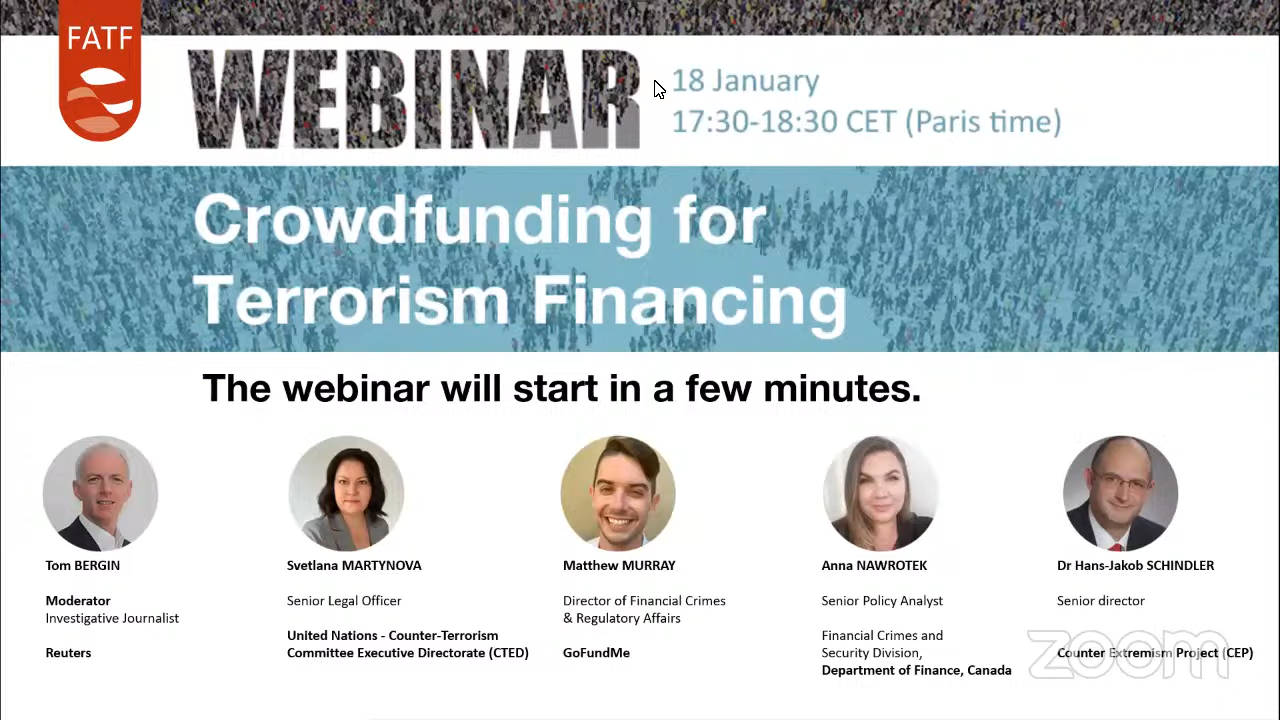 FATF
WEBINAR
18 January
17:30-18:30 CET (Paris time)
Crowdfunding for
Terrorism Financing
The webinar will start in a few minutes.
Tom BERGIN
Moderator
Investigative Journalist
Reuters
Svetlana MARTYNOVA
Senior Legal Officer
United Nations - Counter-Terrorism
Committee Executive Directorate (CTED)
Matthew MURRAY
Director of Financial Crimes
& Regulatory Affairs
GoFundMe
Anna NAWROTEK
Senior Policy Analyst
Financial Crimes and
Security Division,
Department of Finance, Canada
Dr Hans-Jakob SCHINDLER
Senior director
Counter Extremism Project (CEP)
zoom